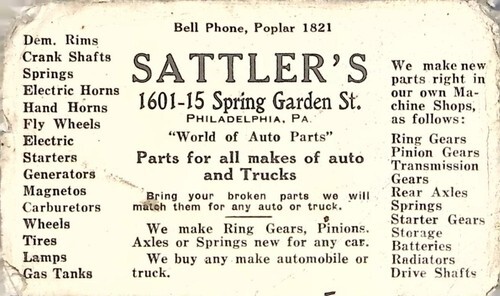 Bell Phone, Poplar 1821
SATTLER'S
1601-15 Spring Garden St.
PHILADELPHIA, PA.
"World of Auto Parts"
Parts for all makes of auto
and Trucks
Bring your broken parts we will
match them for any auto or truck.
We make Ring Gears, Pinions.
Axles or Springs new for any car.
We buy any make automobile or
truck.
Dem. Rims
Crank Shafts
Springs
Electric Horns
Hand Horns
Fly Wheels
Electric
Starters
Generators
Magnetos
Carburetors
Wheels
Tires
Lamps
Gas Tanks
We make new
parts right in
our own Ma-
chine Shops,
as follows:
Ring Gears
Pinion Gears
Transmission
Gears
Rear Axles
Springs
Starter Gears
Storage
Batteries
Radiators
Drive Shafts